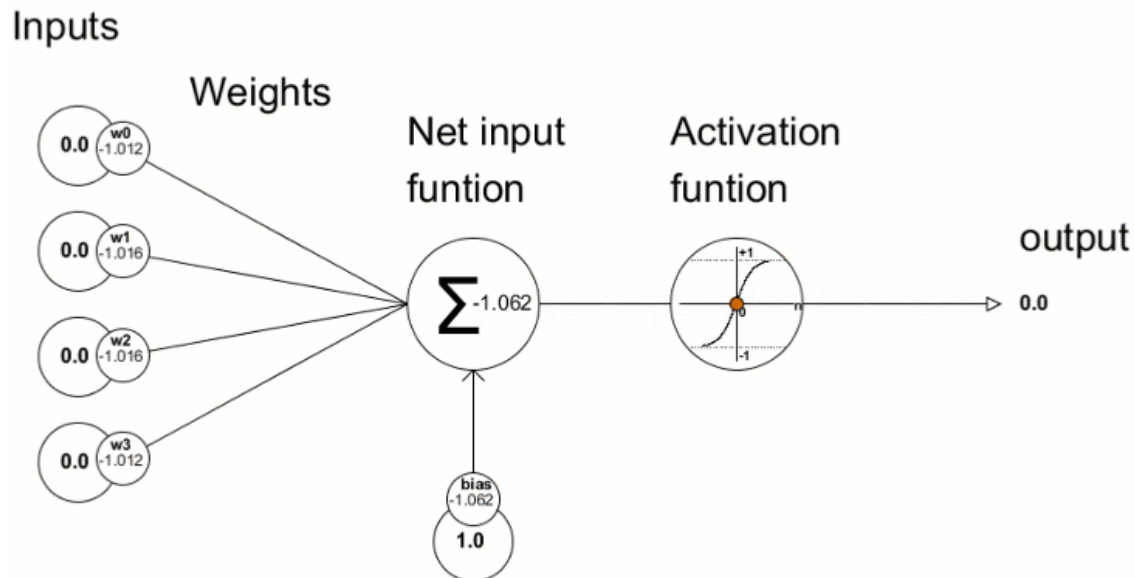 Inputs
Weights
Net input
funtion
Activation
funtion
output
0.0
w0
-1.012
0.0
w1
-1.016
0.0
w2
-1.016
0.0
w3
-1.012
∑ -1.062
+1
0
n
-1
0.0
bias
-1.062
1.0